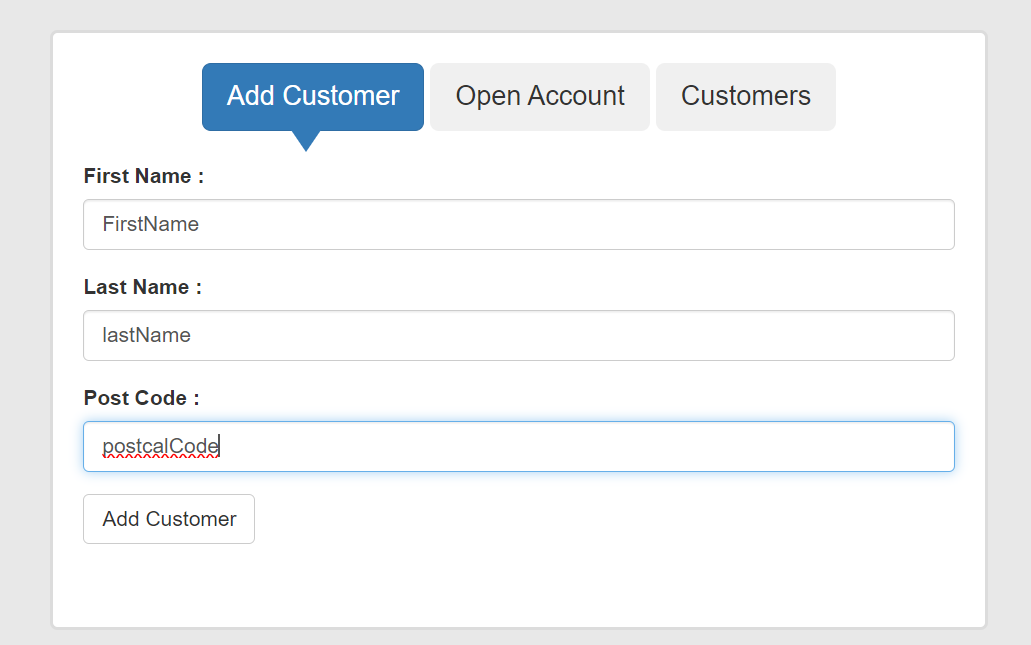 Add Customer Open Account Customers
First Name :
FirstName
Last Name :
lastName
Post Code :
postcalCode
Add Customer